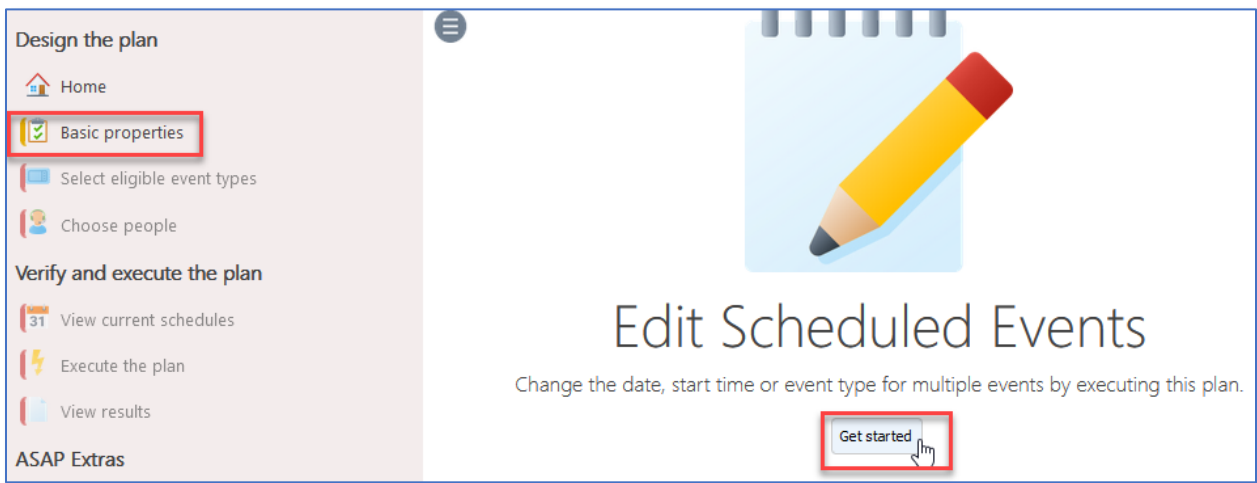 Design the plan
Home
Basic properties
Select eligible event types
Choose people
Verify and execute the plan
31 View current schedules
Execute the plan
View results
ASAP Extras
Edit Scheduled Events
Change the date, start time or event type for multiple events by executing this plan.
Get started